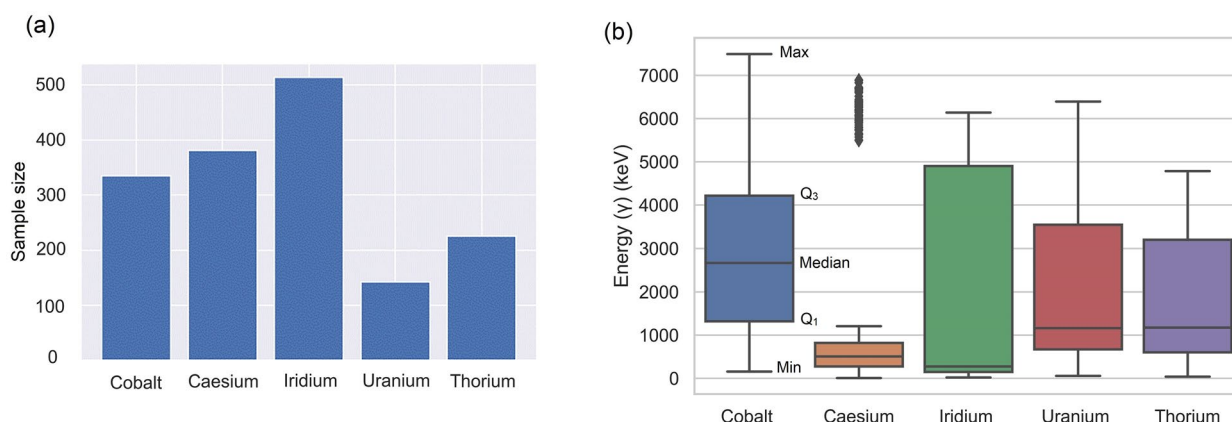 (a)
Sample size
500
400
300
200
100
0
Cobalt Caesium Iridium Uranium Thorium
(b)
Energy (γ) (keV)
7000
6000
5000
4000
3000
2000
1000
0
Max
Q₃
Median
Q₁
Min
Cobalt Caesium Iridium Uranium Thorium